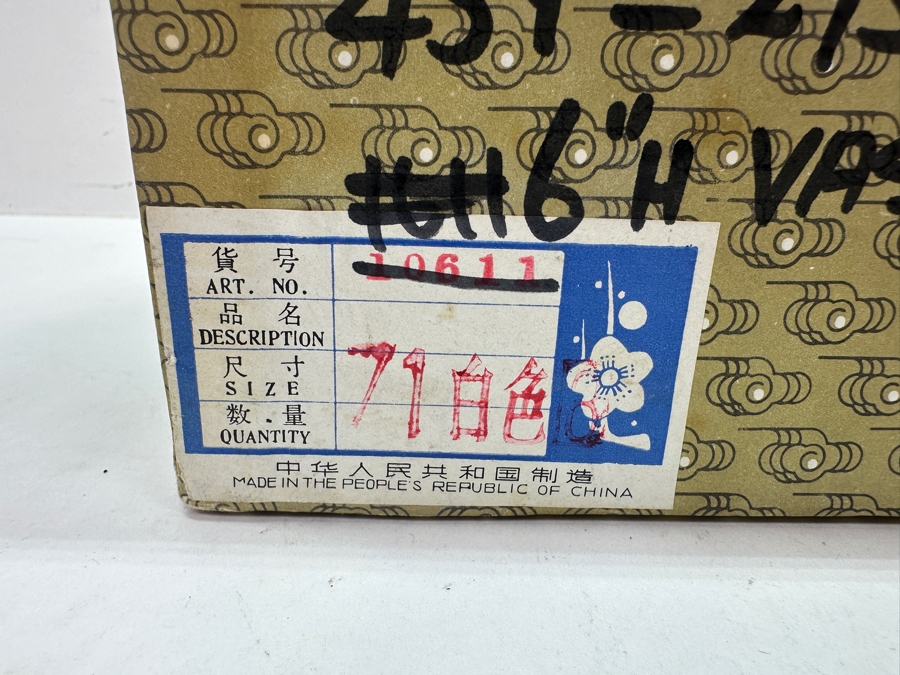 6"H
貨 号 10611
ART. NO.
品 名
DESCRIPTION
尺 寸
SIZE
71白色
数 . 量
QUANTITY
中华人民共和国制造
MADE IN THE PEOPLE'S REPUBLIC OF CHINA